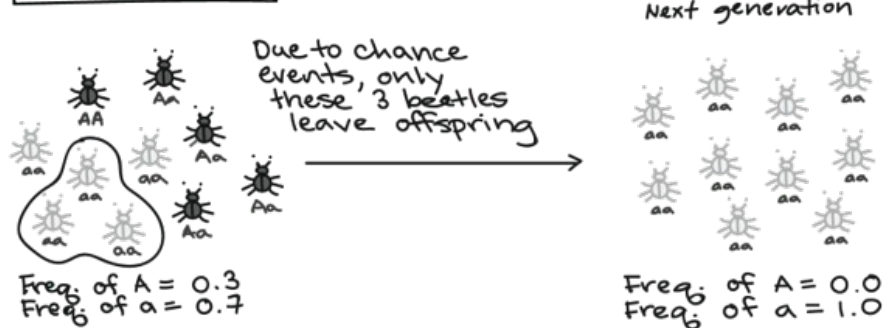 Next generation
Due to chance
events, only
these 3 beetles
leave offspring
AA
Aa
Aa
aa
aa
aa
Aa
Aa
aa
aa
aa
aa
aa
aa
aa
aa
aa
aa
aa
aa
Freq. of A = 0.3
Freq. of a = 0.7
Freq. of A = 0.0
Freq. of a = 1.0